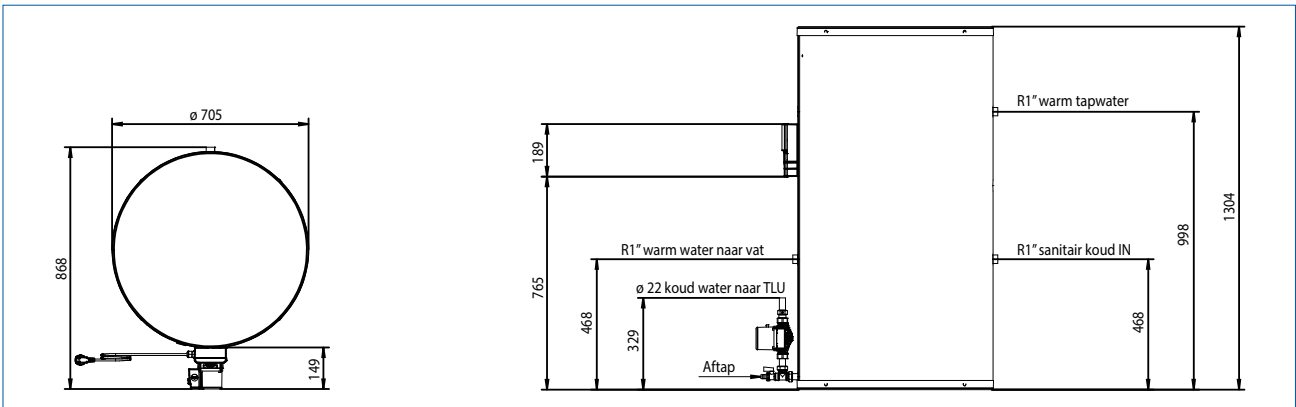 ø 705
868
149
189
765
R1” warm water naar vat
468
ø 22 koud water naar TLU
329
Aftap
R1” warm tapwater
998
1304
R1” sanitair koud IN
468